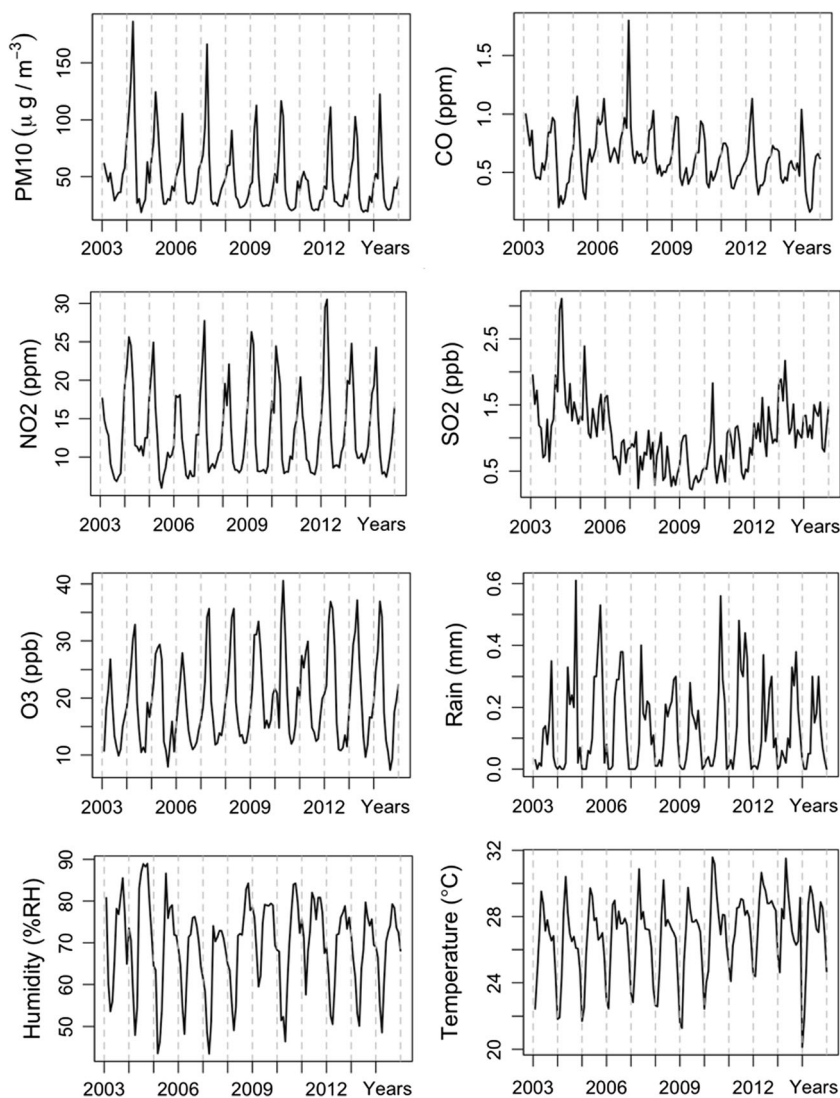 PM10 (μ g / m−3)
50 100 150
2003 2006 2009 2012 Years
CO (ppm)
0.5 1.0 1.5
2003 2006 2009 2012 Years
NO2 (ppm)
10 15 20 25 30
2003 2006 2009 2012 Years
SO2 (ppb)
0.5 1.5 2.5
2003 2006 2009 2012 Years
O3 (ppb)
10 20 30 40
2003 2006 2009 2012 Years
Rain (mm)
0.0 0.2 0.4 0.6
2003 2006 2009 2012 Years
Humidity (%RH)
50 60 70 80 90
2003 2006 2009 2012 Years
Temperature (°C)
20 24 28 32
2003 2006 2009 2012 Years